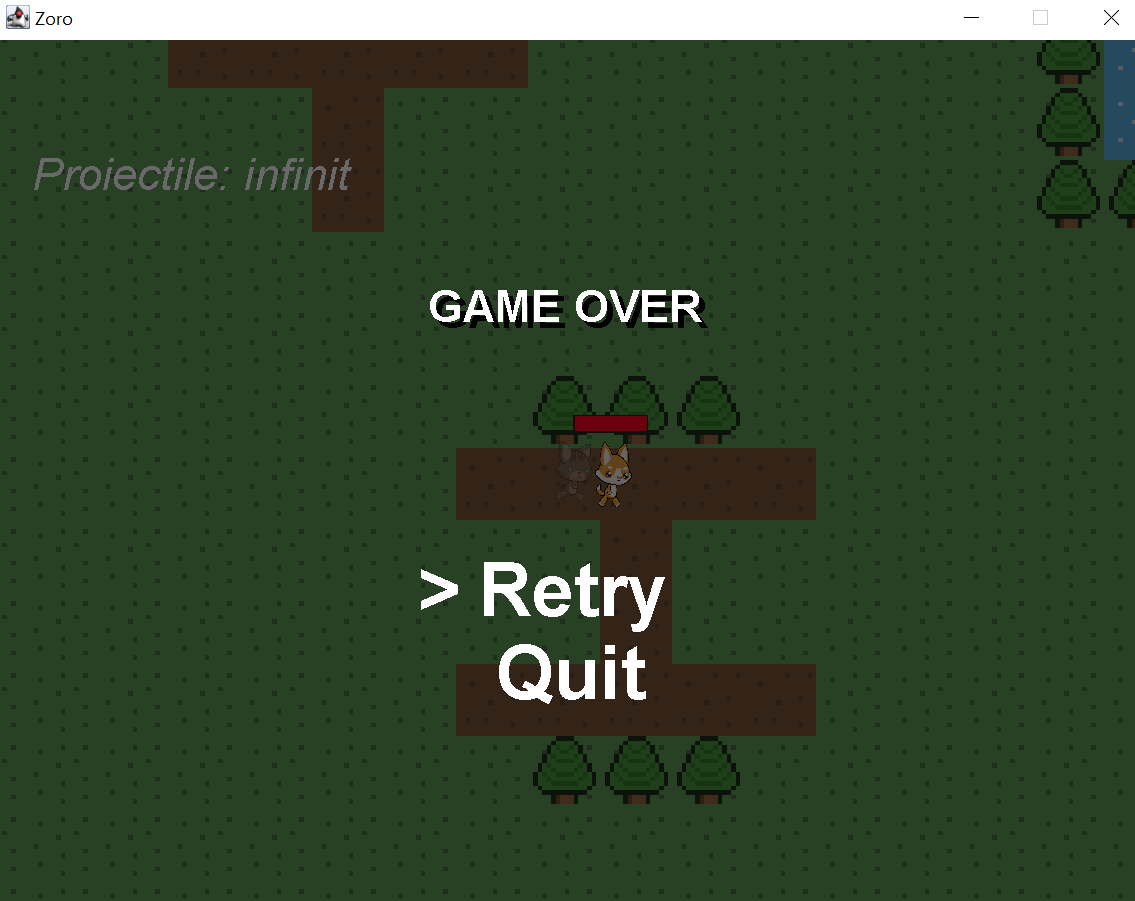 Zoro
Proiectile: infinit
GAME OVER
> Retry
Quit